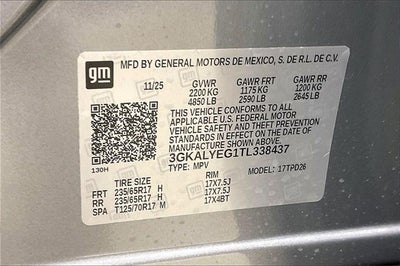 gm
MFD BY GENERAL MOTORS DE MEXICO, S. DE R.L. DE C.V.
11/25 GVWR GAWR FRT GAWR RR
2200 KG 1175 KG 1200 KG
4850 LB 2590 LB 2645 LB
THIS VEHICLE CONFORMS TO ALL
APPLICABLE U.S. FEDERAL MOTOR
VEHICLE SAFETY AND THEFT PREVENTION
STANDARDS IN EFFECT ON THE DATE OF
MANUFACTURE SHOWN ABOVE.
3GKALYEG1TL338437
130H TYPE: MPV MODEL: 17TPD26
TIRE SIZE RIM
FRT 235/65R17 H 17X7.5J
RR 235/65R17 H 17X7.5J
SPA T125/70R17 M 17X4BT